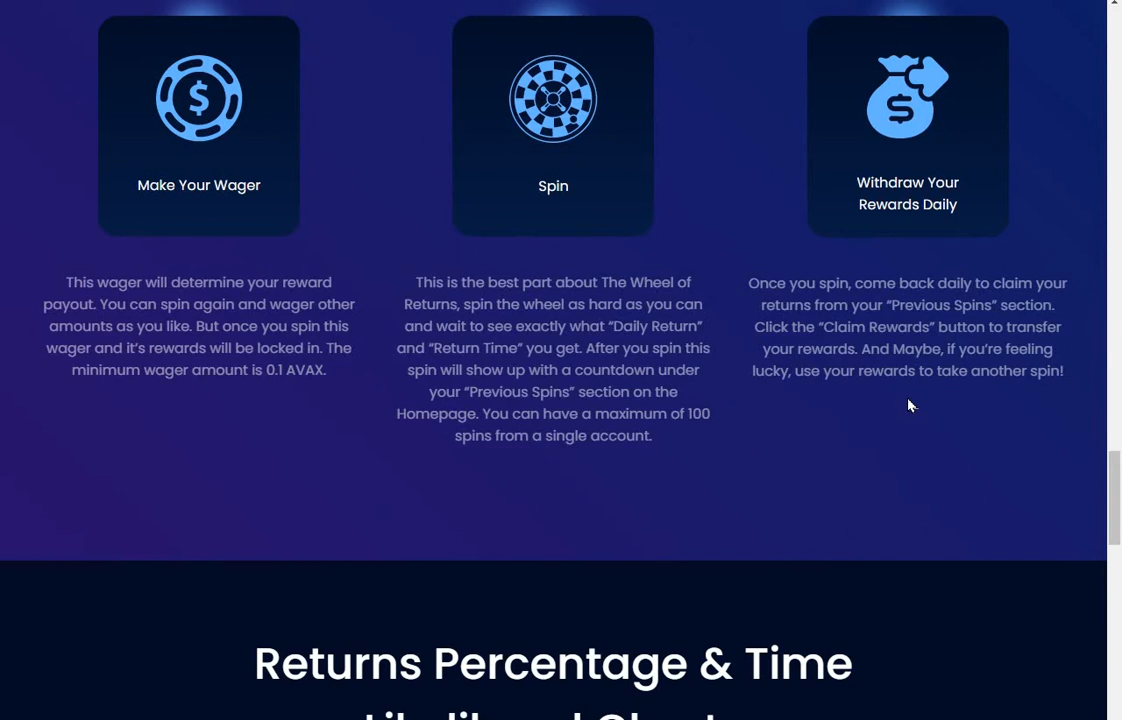 Make Your Wager
This wager will determine your reward
payout. You can spin again and wager other
amounts as you like. But once you spin this
wager and it’s rewards will be locked in. The
minimum wager amount is 0.1 AVAX.
Spin
This is the best part about The Wheel of
Returns, spin the wheel as hard as you can
and wait to see exactly what “Daily Return”
and “Return Time” you get. After you spin this
spin will show up with a countdown under
your “Previous Spins” section on the
Homepage. You can have a maximum of 100
spins from a single account.
Withdraw Your
Rewards Daily
Once you spin, come back daily to claim your
returns from your “Previous Spins” section.
Click the “Claim Rewards” button to transfer
your rewards. And Maybe, if you’re feeling
lucky, use your rewards to take another spin!
Returns Percentage & Time